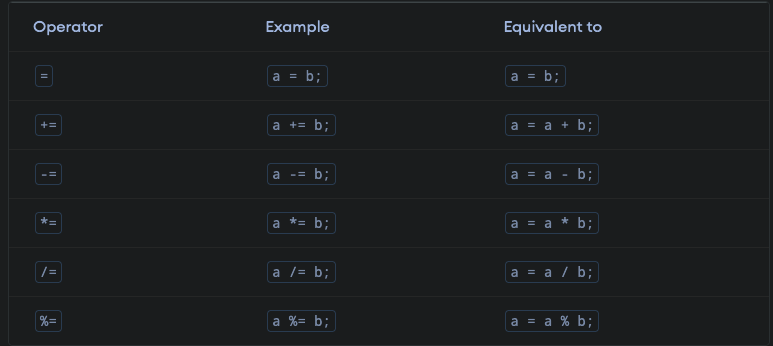 Operator Example Equivalent to
= a = b; a = b;
+= a += b; a = a + b;
-= a -= b; a = a - b;
*= a *= b; a = a * b;
/= a /= b; a = a / b;
%= a %= b; a = a % b;